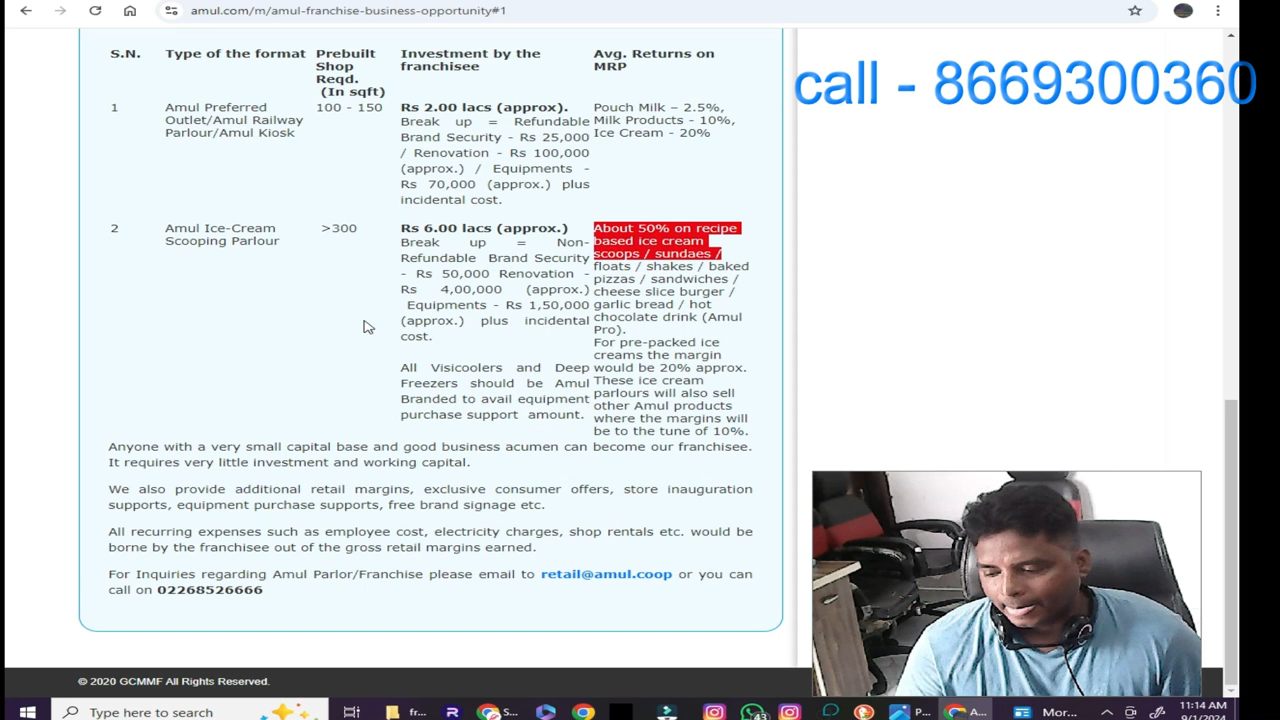 amul.com/m/amul-franchise-business-opportunity#1
call - 8669300360
S.N.
Type of the format
Prebuilt
Shop
Reqd.
(In sqft)
Investment by the
franchisee
Avg. Returns on
MRP
1
Amul Preferred
Outlet/Amul Railway
Parlour/Amul Kiosk
100 - 150
Rs 2.00 lacs (approx).
Break up = Refundable
Brand Security - Rs 25,000
/ Renovation - Rs 100,000
(approx.) / Equipments -
Rs 70,000 (approx.) plus
incidental cost.
Pouch Milk – 2.5%,
Milk Products - 10%,
Ice Cream - 20%
2
Amul Ice-Cream
Scooping Parlour
>300
Rs 6.00 lacs (approx.)
Break up = Non-
Refundable Brand Security
- Rs 50,000 Renovation -
Rs 4,00,000 (approx.)
Equipments - Rs 1,50,000
(approx.) plus incidental
cost.
All Visicoolers and Deep
Freezers should be Amul
Branded to avail equipment
purchase support amount.
About 50% on recipe
based ice cream
scoops / sundaes /
floats / shakes / baked
pizzas / sandwiches /
cheese slice burger /
garlic bread / hot
chocolate drink (Amul
Pro).
For pre-packed ice
creams the margin
would be 20% approx.
These ice cream
parlours will also sell
other Amul products
where the margins will
be to the tune of 10%.
Anyone with a very small capital base and good business acumen can become our franchisee.
It requires very little investment and working capital.
We also provide additional retail margins, exclusive consumer offers, store inauguration
supports, equipment purchase supports, free brand signage etc.
All recurring expenses such as employee cost, electricity charges, shop rentals etc. would be
borne by the franchisee out of the gross retail margins earned.
For Inquiries regarding Amul Parlor/Franchise please email to retail@amul.coop or you can
call on 02268526666
© 2020 GCMMF All Rights Reserved.
Type here to search
fr...
S...
43
P...
A...
Mor...
11:14 AM